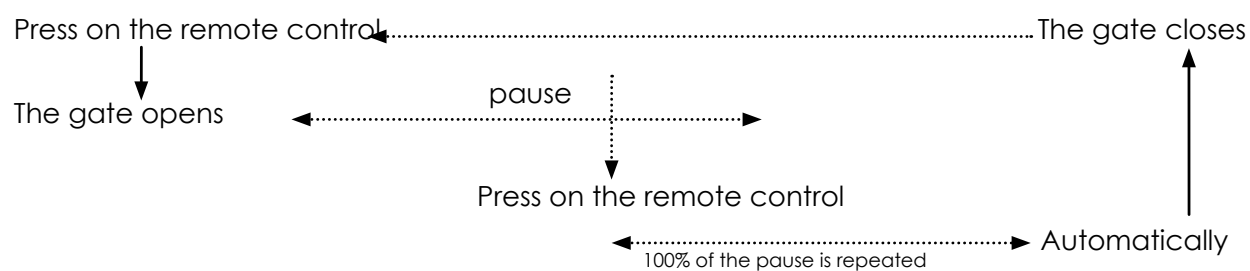 Press on the remote control
The gate closes
pause
The gate opens
Press on the remote control
Automatically
100% of the pause is repeated